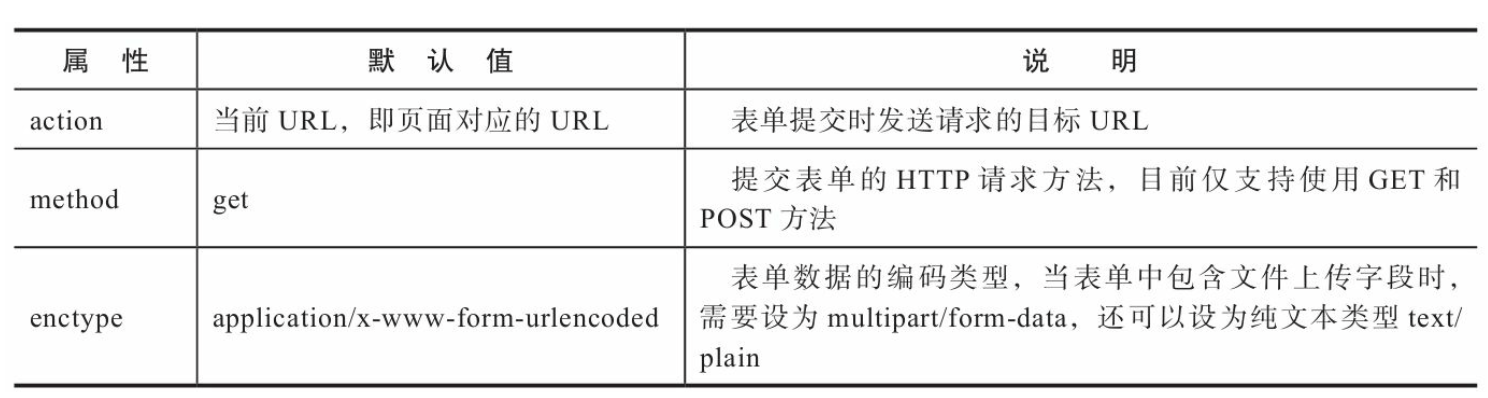 属 性 默 认 值 说 明
action 当前 URL，即页面对应的 URL 表单提交时发送请求的目标 URL
method get 提交表单的 HTTP 请求方法，目前仅支持使用 GET 和
POST 方法
enctype application/x-www-form-urlencoded 表单数据的编码类型，当表单中包含文件上传字段时，
需要设为 multipart/form-data，还可以设为纯文本类型 text/
plain